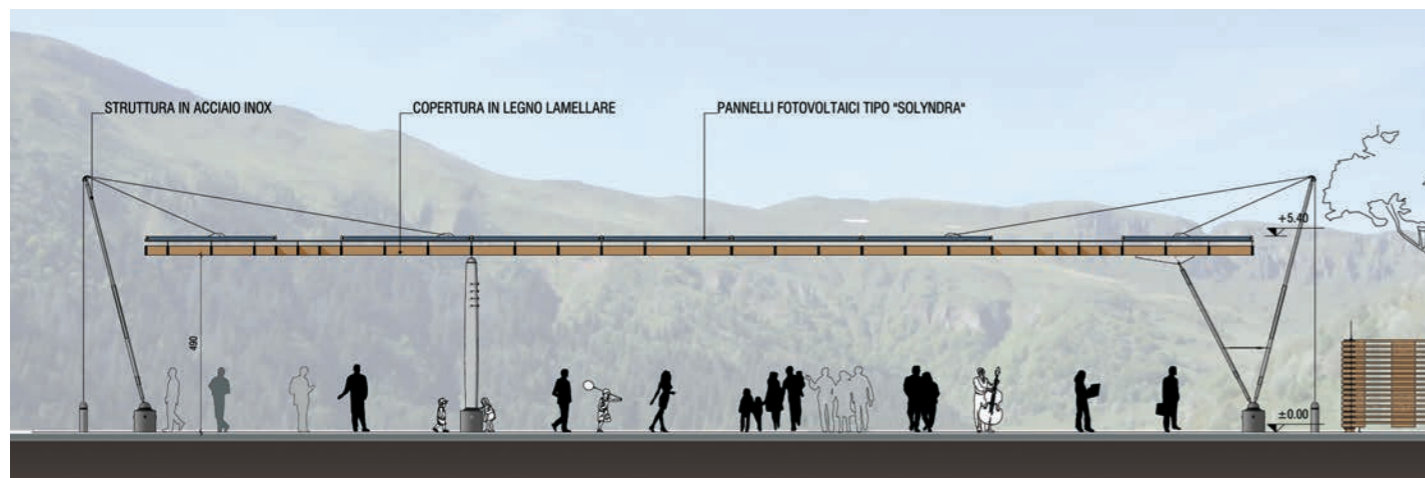 STRUTTURA IN ACCIAIO INOX
COPERTURA IN LEGNO LAMELLARE
PANNELLI FOTOVOLTAICI TIPO "SOLYNDRA"
+5.40
490
±0.00